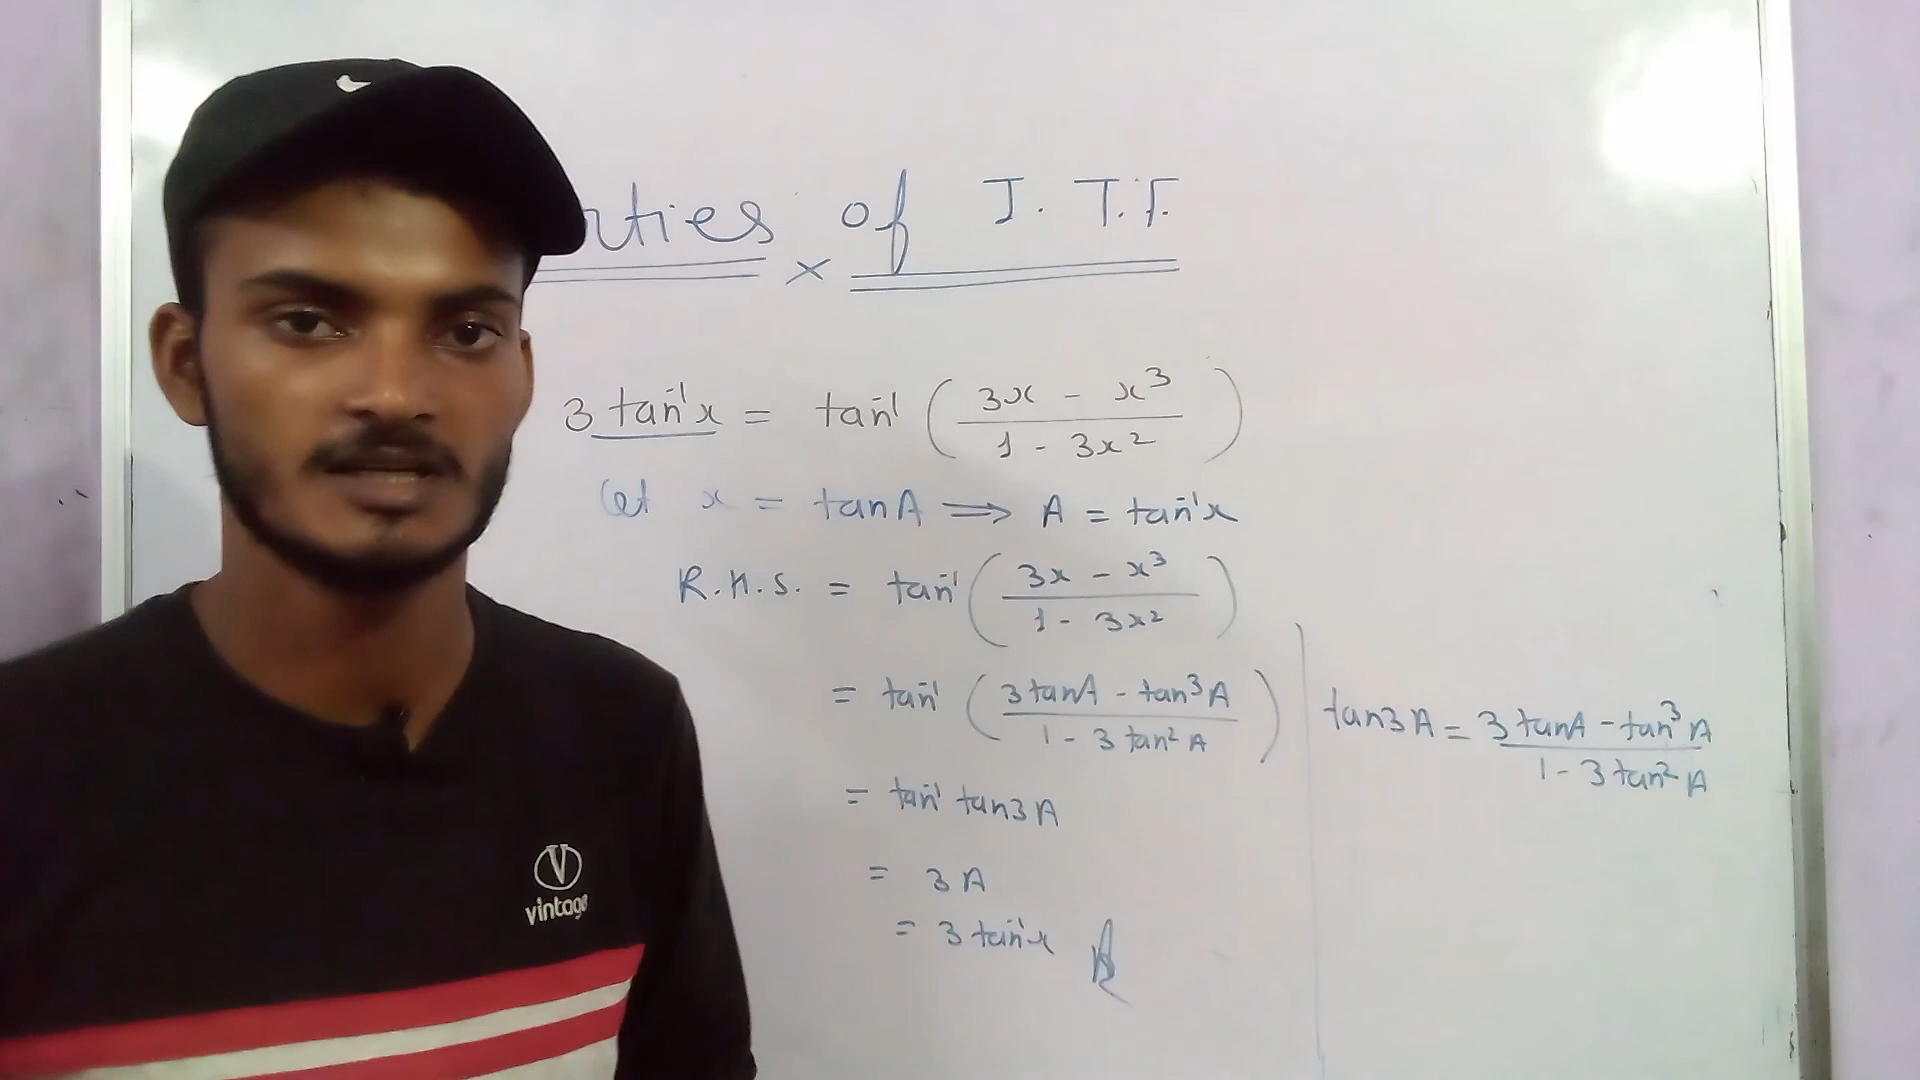 rties of I. T. F.
3 tan⁻¹x = tan⁻¹ ( (3x - x³) / (1 - 3x²) )
let x = tanA ⟹ A = tan⁻¹x
R.H.S. = tan⁻¹ ( (3x - x³) / (1 - 3x²) )
= tan⁻¹ ( (3 tanA - tan³A) / (1 - 3 tan²A) )
= tan⁻¹ tan3A
= 3A
= 3 tan⁻¹x
tan3A = (3 tanA - tan³A) / (1 - 3 tan²A)
V
vintage